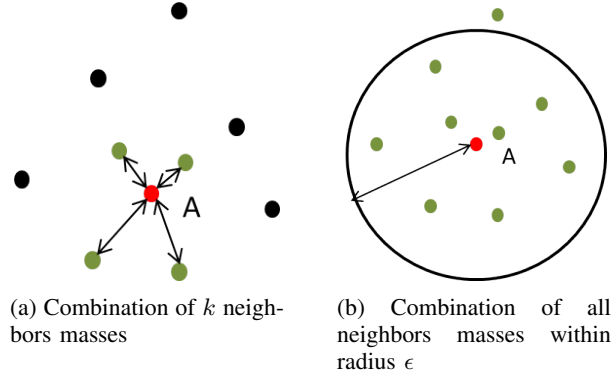 A
A
(a) Combination of k neigh-
bors masses
(b) Combination of all
neighbors masses within
radius ϵ